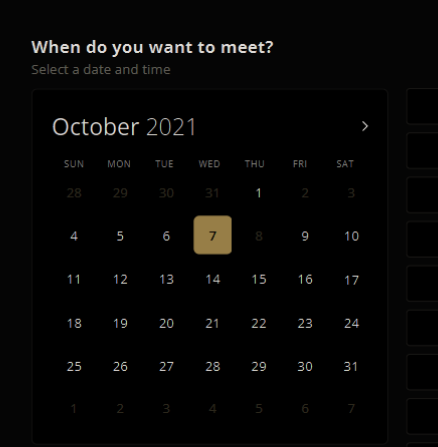 When do you want to meet?
Select a date and time
October 2021
SUN MON TUE WED THU FRI SAT
28 29 30 31 1 2 3
4 5 6 7 8 9 10
11 12 13 14 15 16 17
18 19 20 21 22 23 24
25 26 27 28 29 30 31
1 2 3 4 5 6 7